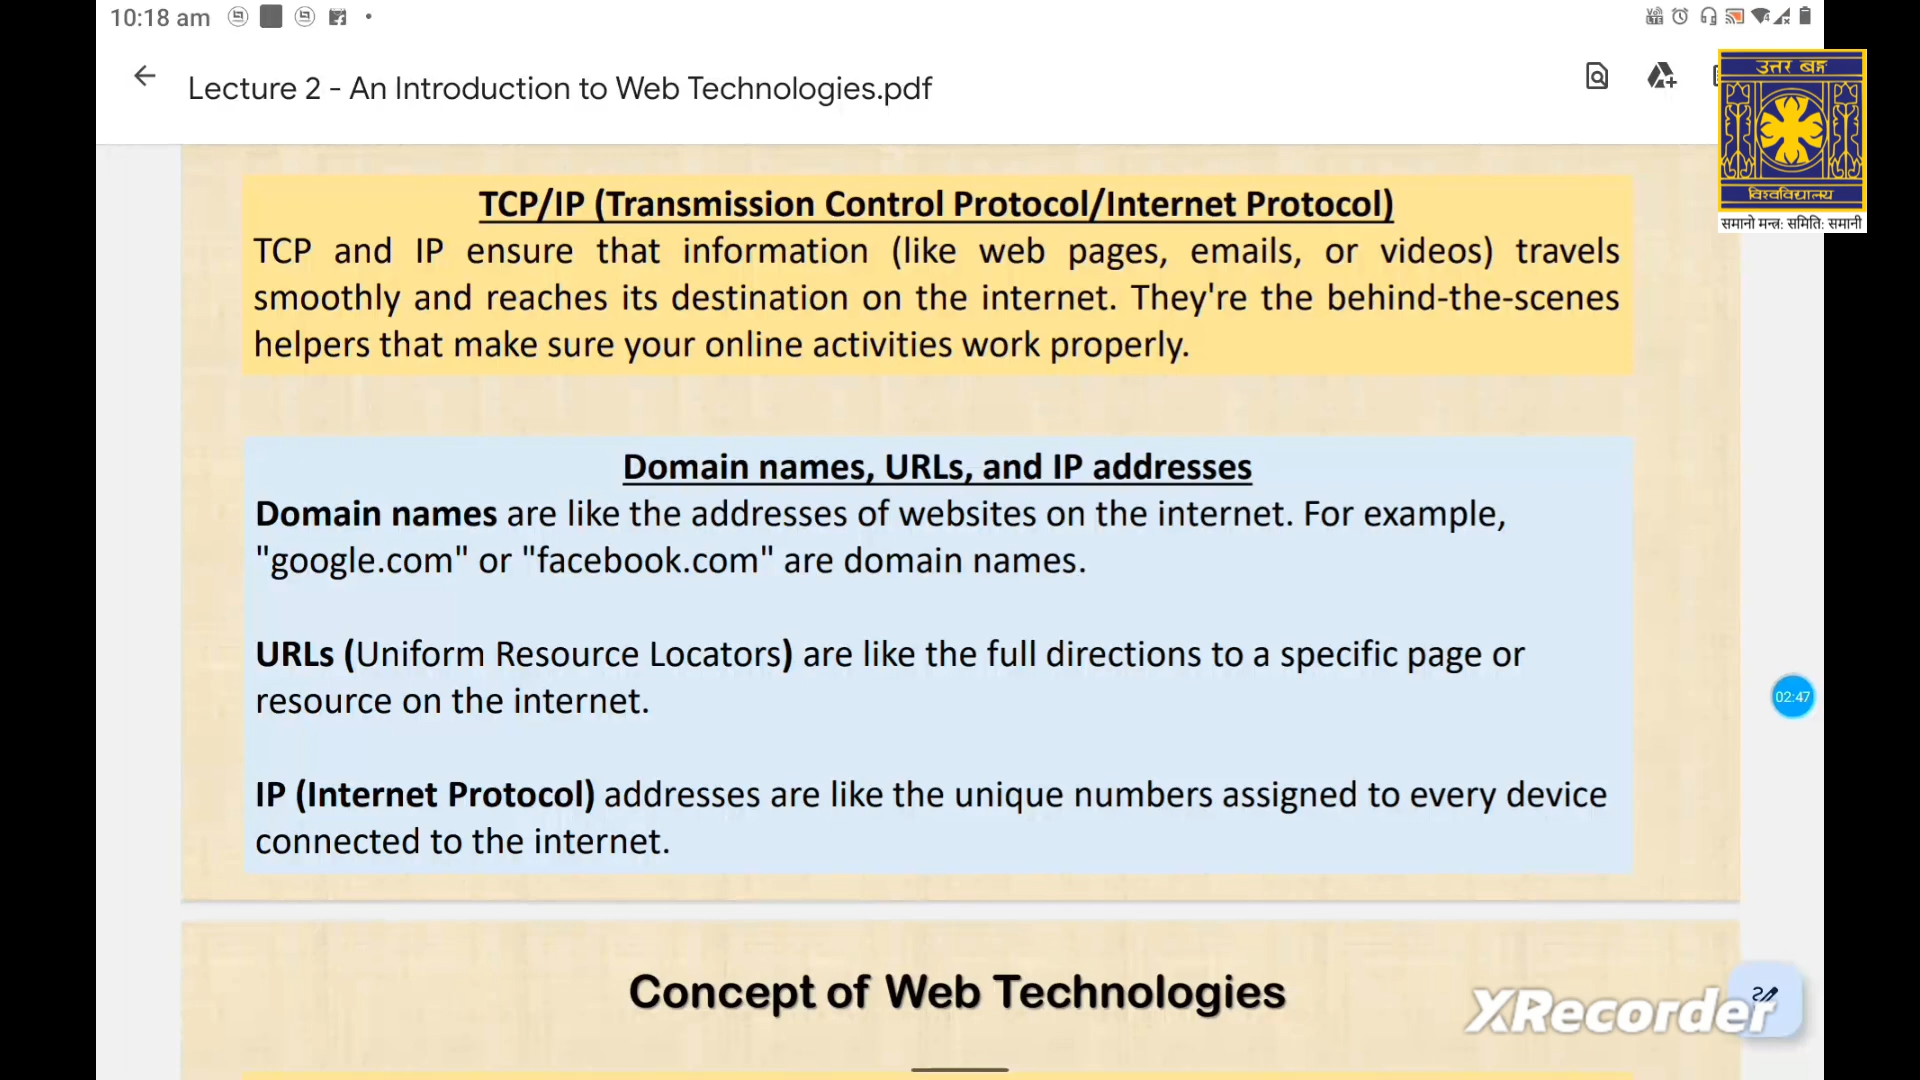 10:18 am
Lecture 2 - An Introduction to Web Technologies.pdf
उत्तर बङ्ग
विश्वविद्यालय
समानो मन्त्र: समिति: समानी
TCP/IP (Transmission Control Protocol/Internet Protocol)
TCP and IP ensure that information (like web pages, emails, or videos) travels
smoothly and reaches its destination on the internet. They're the behind-the-scenes
helpers that make sure your online activities work properly.
Domain names, URLs, and IP addresses
Domain names are like the addresses of websites on the internet. For example,
"google.com" or "facebook.com" are domain names.
URLs (Uniform Resource Locators) are like the full directions to a specific page or
resource on the internet.
02:47
IP (Internet Protocol) addresses are like the unique numbers assigned to every device
connected to the internet.
Concept of Web Technologies
XRecorder